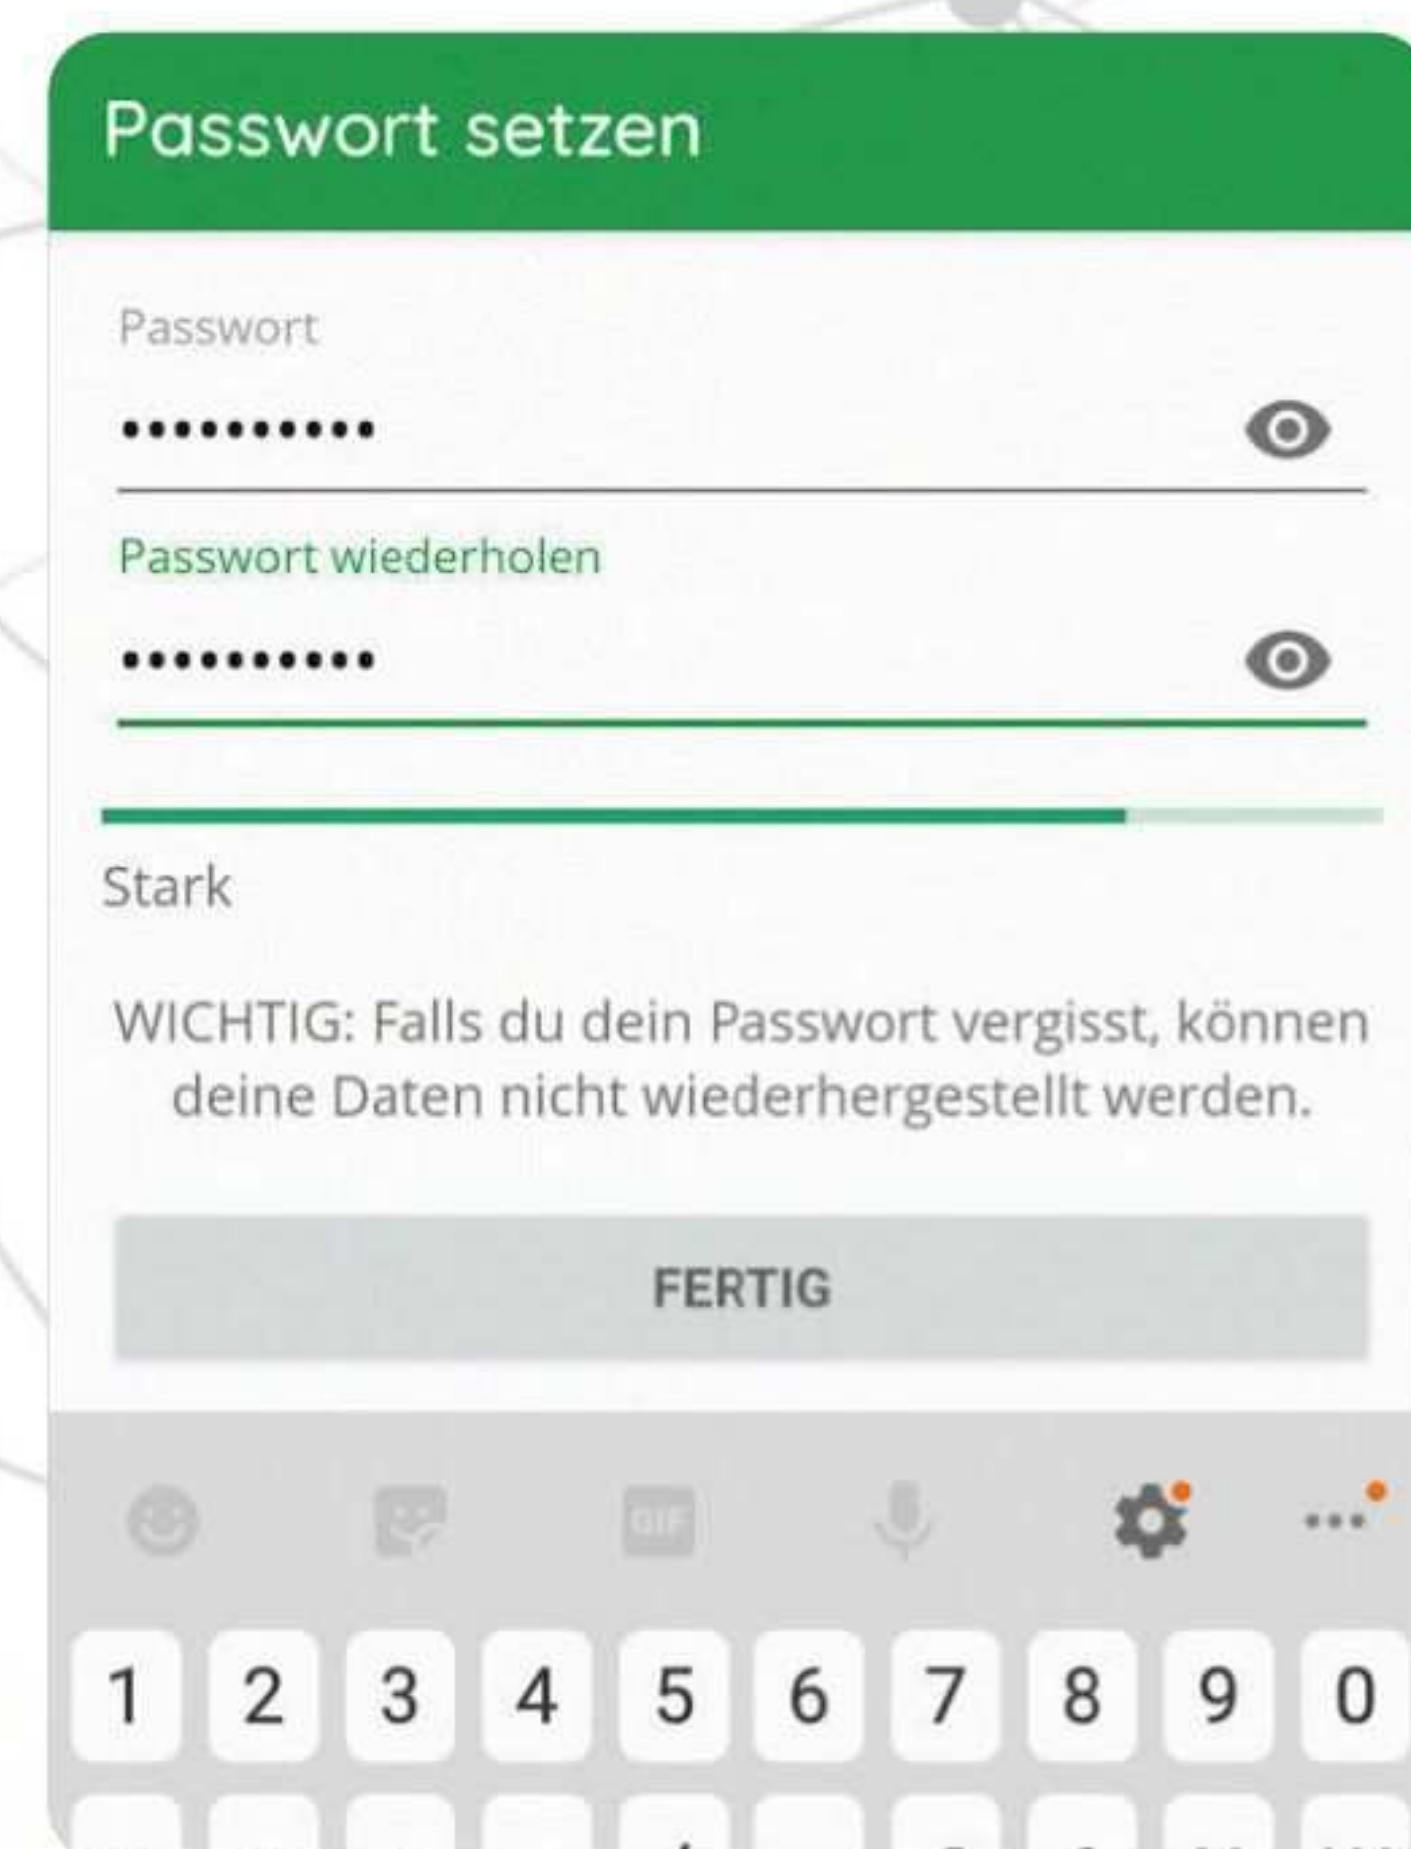 Passwort setzen
Passwort
••••••••••
Passwort wiederholen
••••••••••
Stark
WICHTIG: Falls du dein Passwort vergisst, können
deine Daten nicht wiederhergestellt werden.
FERTIG
GIF
1 2 3 4 5 6 7 8 9 0